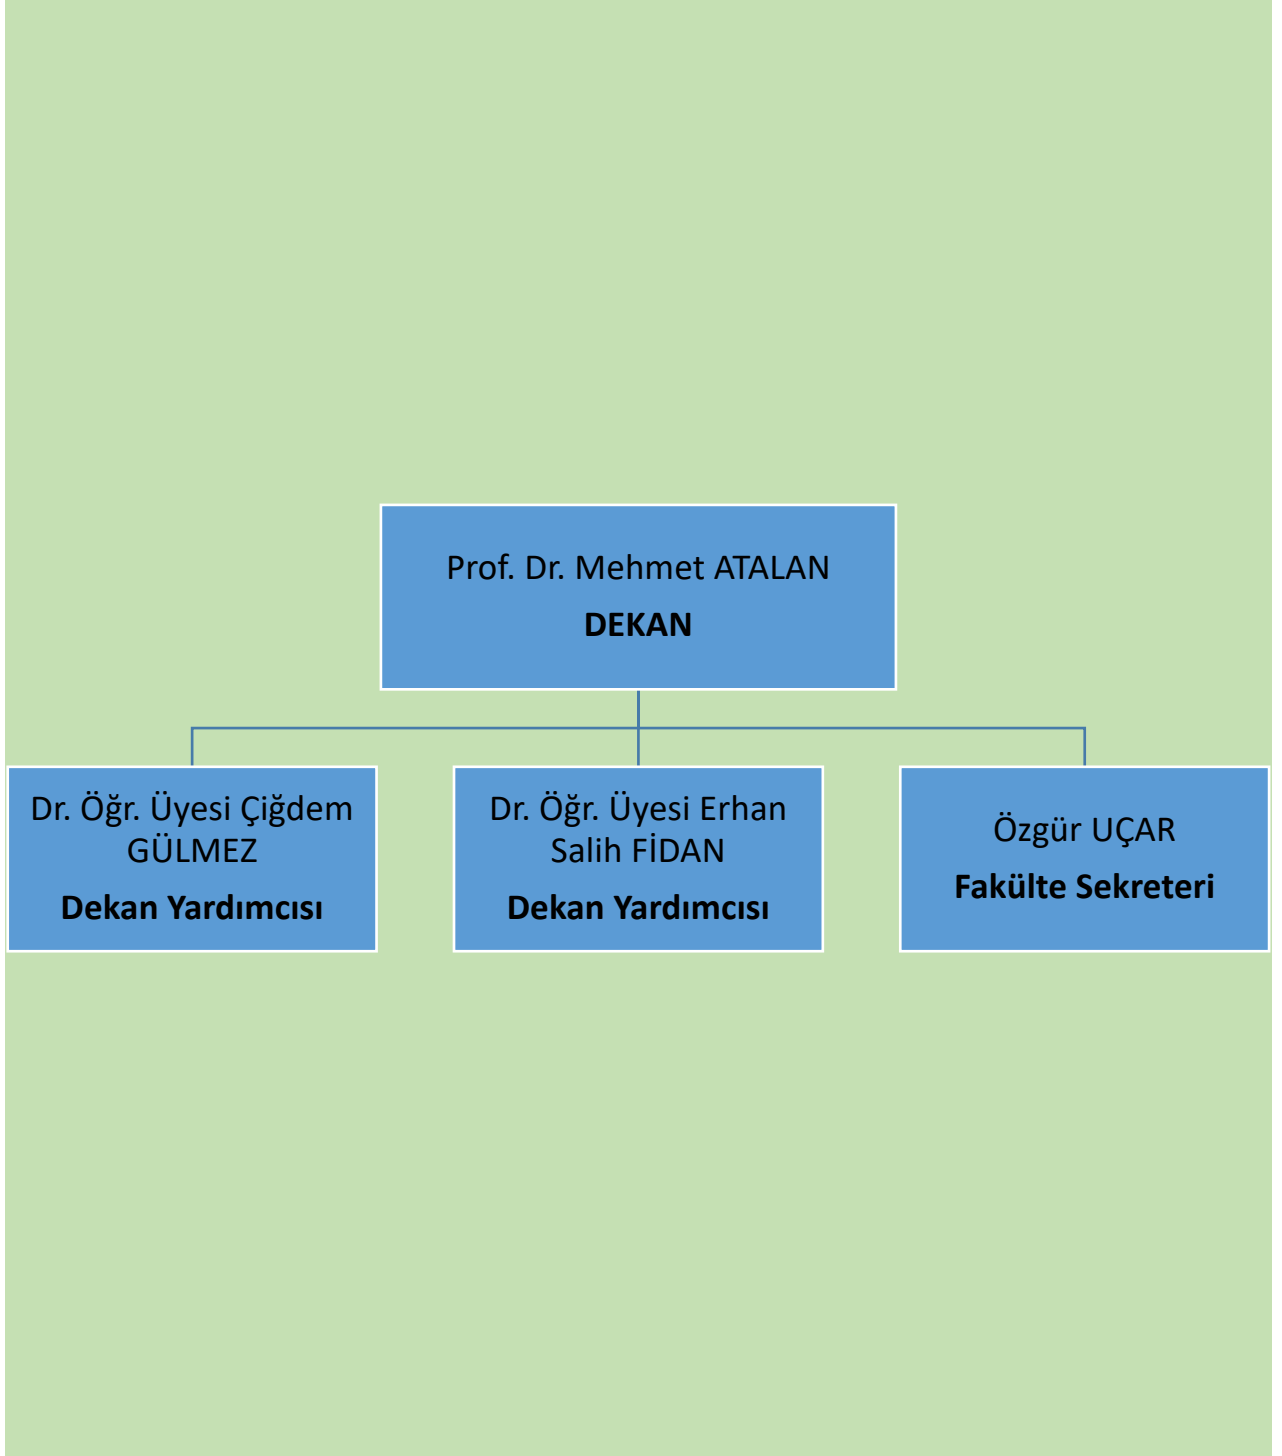 Prof. Dr. Mehmet ATALAN
DEKAN
Dr. Öğr. Üyesi Çiğdem
GÜLMEZ
Dekan Yardımcısı
Dr. Öğr. Üyesi Erhan
Salih FİDAN
Dekan Yardımcısı
Özgür UÇAR
Fakülte Sekreteri